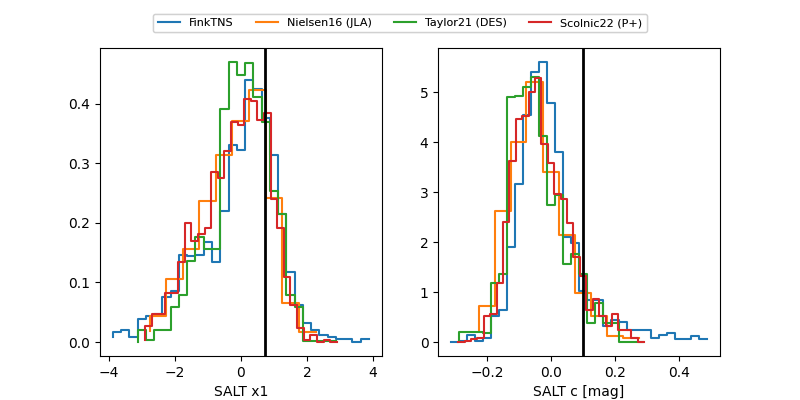 FinkTNS Nielsen16 (JLA) Taylor21 (DES) Scolnic22 (P+)
0.4
0.3
0.2
0.1
0.0
−4 −2 0 2 4
SALT x1
5
4
3
2
1
0
−0.2 0.0 0.2 0.4
SALT c [mag]